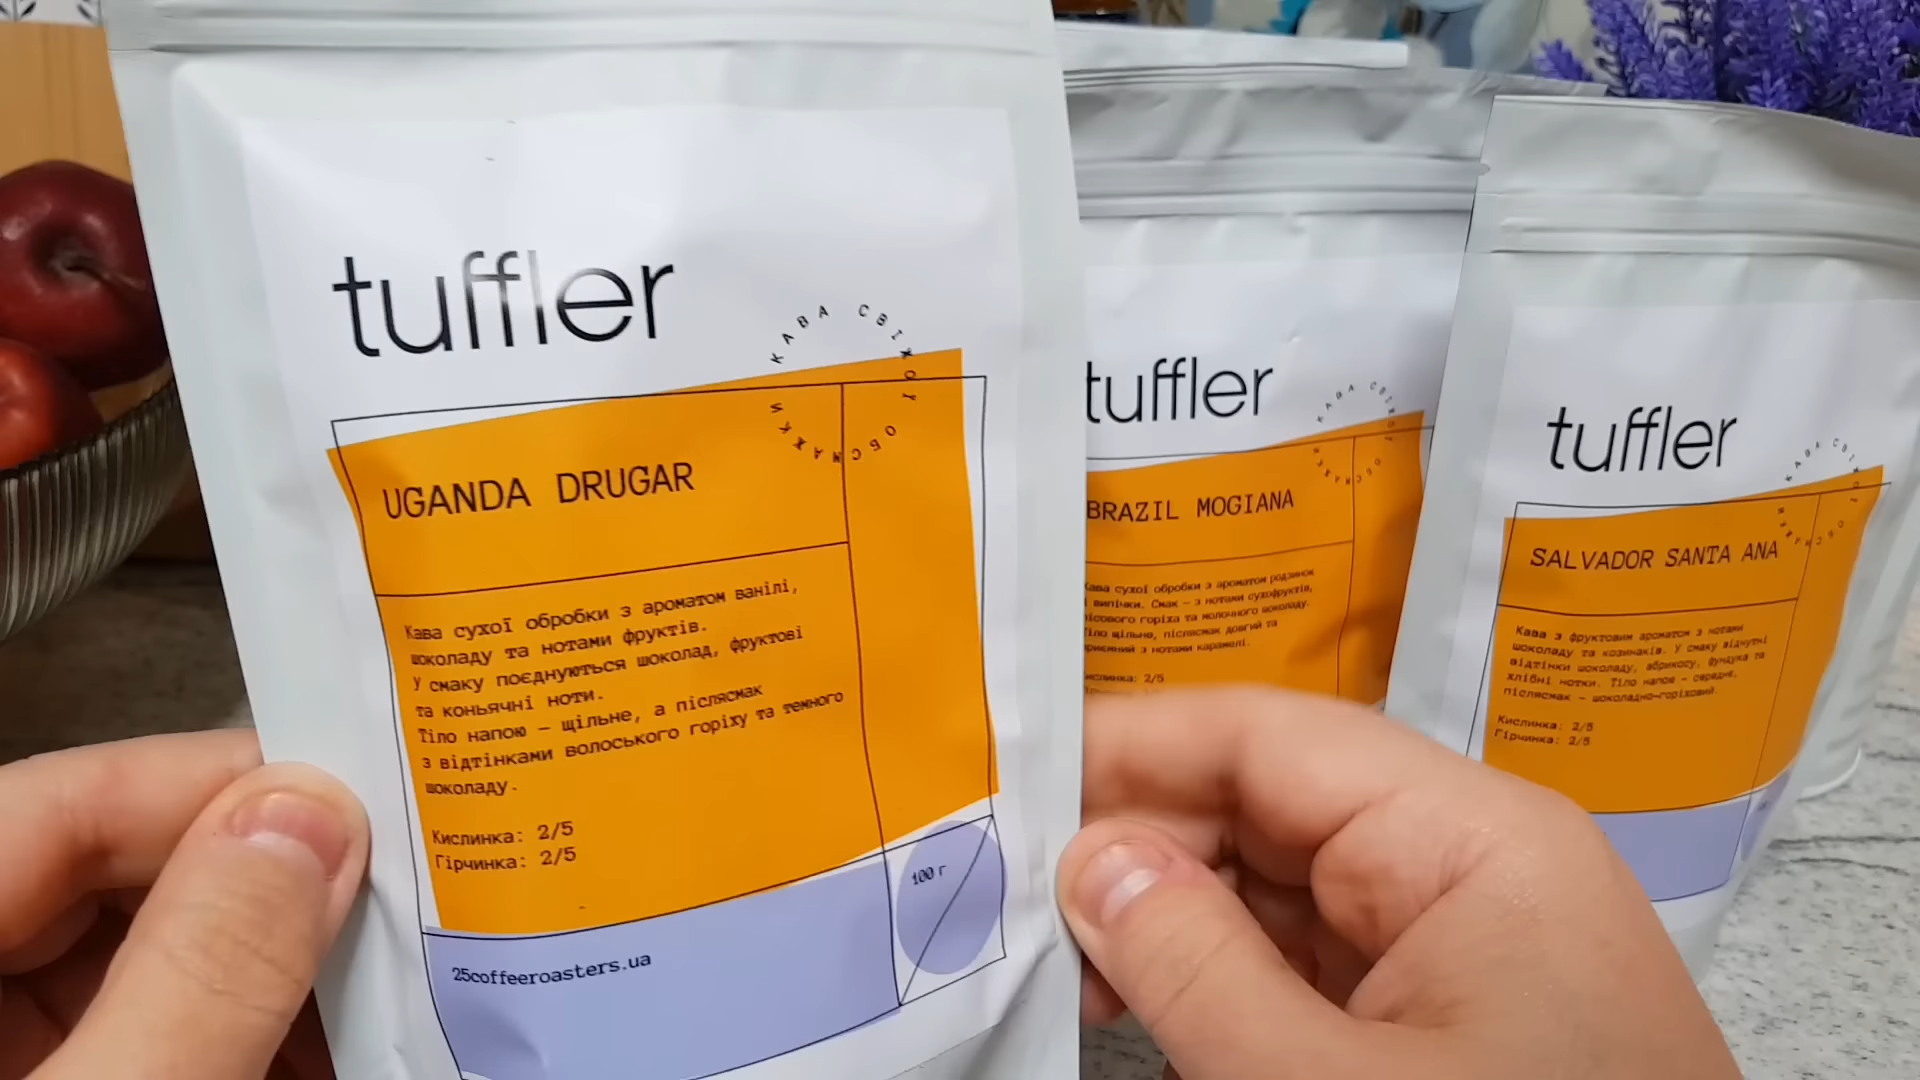 tuffler
КАВА СВІЖОЇ ОБСМАЖКИ
UGANDA DRUGAR
Кава сухої обробки з ароматом ванілі,
шоколаду та нотами фруктів.
У смаку поєднуються шоколад, фруктові
та коньячні ноти.
Тіло напою – щільне, а післясмак
з відтінками волоського горіху та темного
шоколаду.
Кислинка: 2/5
Гірчинка: 2/5
100 г
25coffeeroasters.ua
tuffler
КАВА СВІЖОЇ ОБСМАЖКИ
BRAZIL MOGIANA
Кава сухої обробки з ароматом родзинок
і випічки. Смак – з нотами сухофруктів,
лісового горіха та молочного шоколаду.
Тіло щільне, післясмак довгий та
приємний з нотами карамелі.
Кислинка: 2/5
tuffler
КАВА СВІЖОЇ ОБСМАЖКИ
SALVADOR SANTA ANA
Кава з фруктовим ароматом з нотами
шоколаду та козинаків. У смаку відчутні
відтінки шоколаду, абрикосу, фундука та
хлібні нотки. Тіло напою – середнє,
післясмак – шоколадно-горіховий.
Кислинка: 2/5
Гірчинка: 2/5